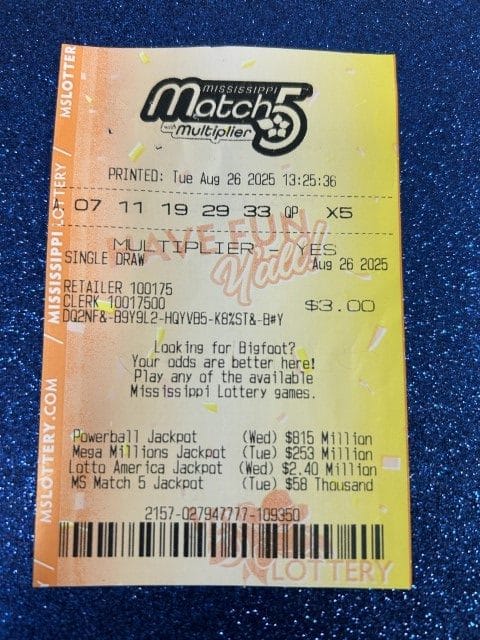 MISSISSIPPI
Match 5
with Multiplier
PRINTED: Tue Aug 26 2025 13:25:36
A 07 11 19 29 33 QP X5
MULTIPLIER - YES
SINGLE DRAW Aug 26 2025
HAVE FUN
Y'all!
RETAILER 100175
CLERK 10017500
$3.00
DQ2NF&-B9Y9L2-HQYVB5-K8%ST&-B#Y
Looking for Bigfoot?
Your odds are better here!
Play any of the available
Mississippi Lottery games.
Powerball Jackpot (Wed) $815 Million
Mega Millions Jackpot (Tue) $253 Million
Lotto America Jackpot (Wed) $2.40 Million
MS Match 5 Jackpot (Tue) $58 Thousand
2157-027947777-109350
LOTTERY
MSLOTTERY.COM / MISSISSIPPI LOTTERY / MSLOTTER